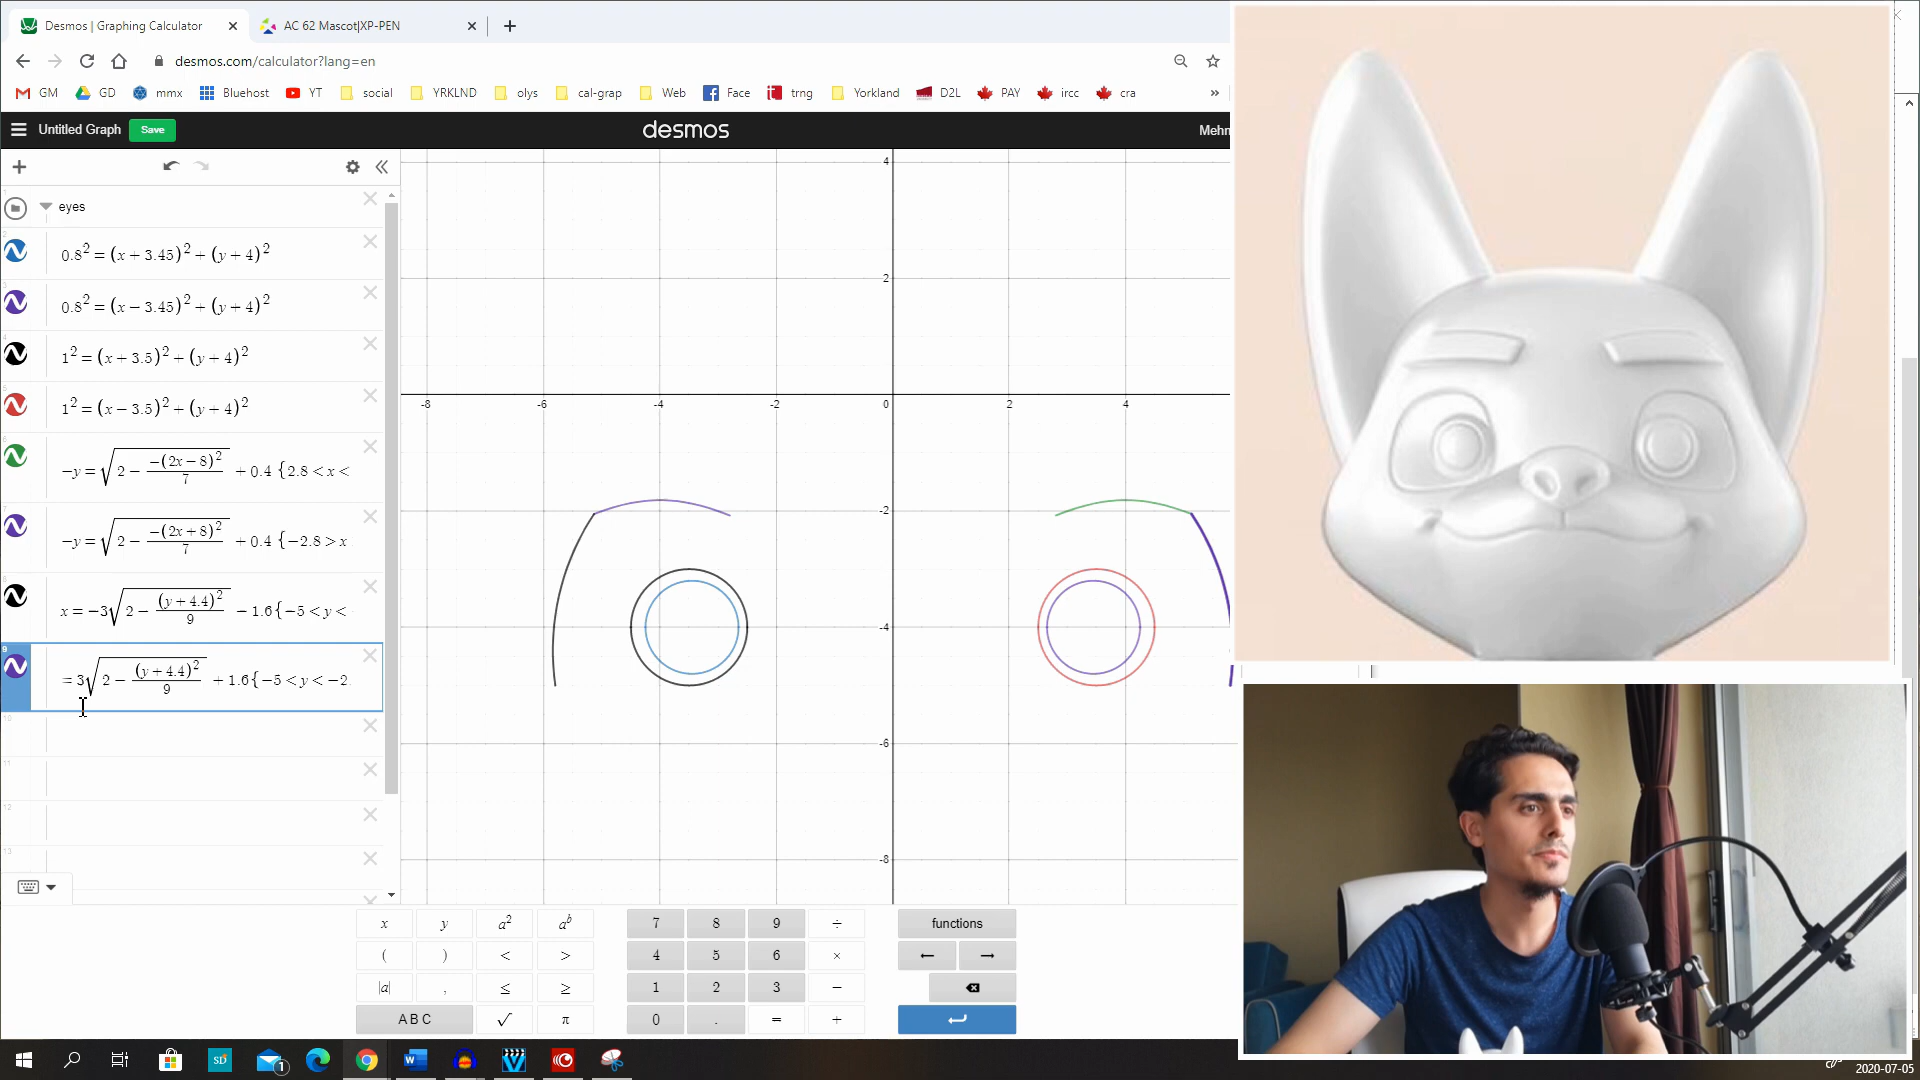 Desmos | Graphing Calculator
AC 62 Mascot|XP-PEN
desmos.com/calculator?lang=en
GM
GD
mmx
Bluehost
YT
social
YRKLND
olys
cal-grap
Web
Face
trng
Yorkland
D2L
PAY
ircc
cra
Untitled Graph
Save
desmos
Mehm
eyes
0.8² = (x + 3.45)² + (y + 4)²
0.8² = (x − 3.45)² + (y + 4)²
1² = (x + 3.5)² + (y + 4)²
1² = (x − 3.5)² + (y + 4)²
−y = √(2 − −(2x − 8)²/7) + 0.4 {2.8 < x <
−y = √(2 − −(2x + 8)²/7) + 0.4 {−2.8 > x
x = −3√(2 − (y + 4.4)²/9) − 1.6{−5 < y <
= 3√(2 − (y + 4.4)²/9) + 1.6{−5 < y < −2.
4
2
-8
-6
-4
-2
0
2
4
-2
-4
-6
-8
x y a² aᵇ 7 8 9 ÷ functions
( ) < > 4 5 6 × ← →
|a| , ≤ ≥ 1 2 3 −
A B C √ π 0 . = +
SD
1
2020-07-05